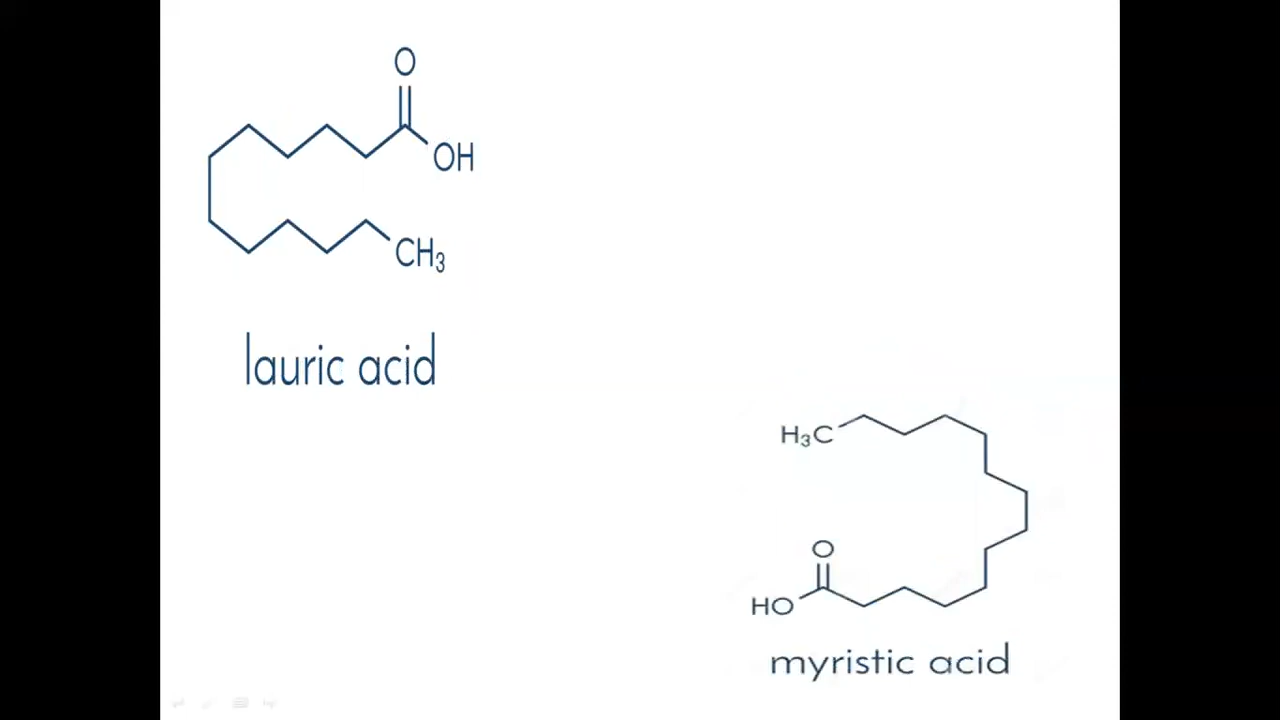 O
OH
CH₃
lauric acid
H₃C
O
HO
myristic acid